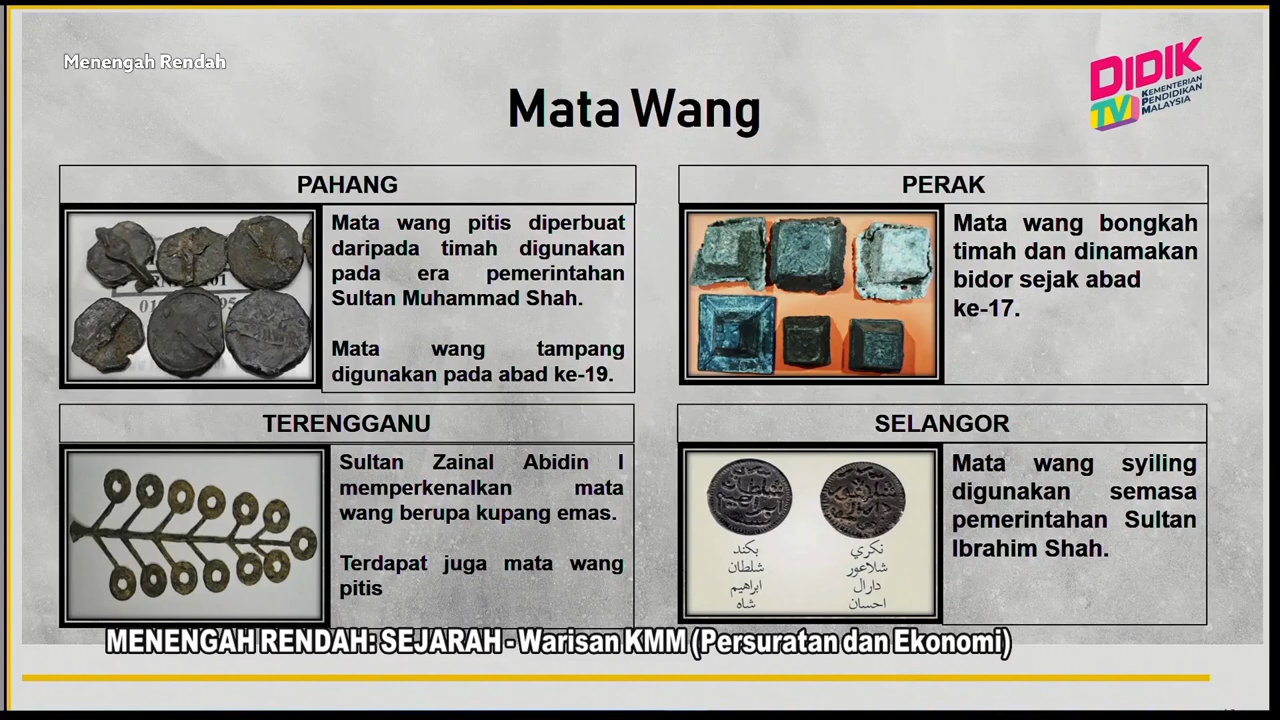 Menengah Rendah
DIDIK
TV
KEMENTERIAN
PENDIDIKAN
MALAYSIA
Mata Wang
PAHANG
Mata wang pitis diperbuat
daripada timah digunakan
pada era pemerintahan
Sultan Muhammad Shah.
Mata wang tampang
digunakan pada abad ke-19.
PERAK
Mata wang bongkah
timah dan dinamakan
bidor sejak abad
ke-17.
TERENGGANU
Sultan Zainal Abidin I
memperkenalkan mata
wang berupa kupang emas.
Terdapat juga mata wang
pitis
SELANGOR
بكند
شلطان
ابراهيم
شاه
نكري
شلاغور
دارال
احسان
Mata wang syiling
digunakan semasa
pemerintahan Sultan
Ibrahim Shah.
MENENGAH RENDAH: SEJARAH - Warisan KMM (Persuratan dan Ekonomi)